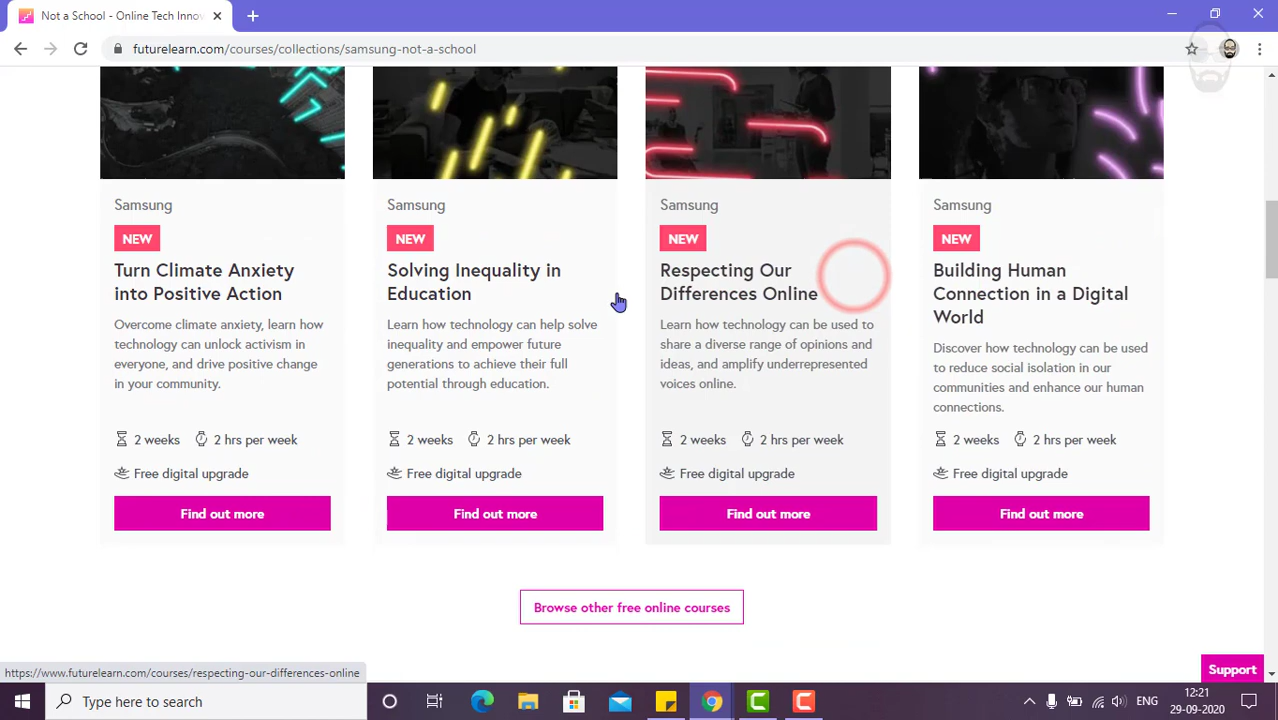 Not a School - Online Tech Innov
futurelearn.com/courses/collections/samsung-not-a-school
Samsung
NEW
Turn Climate Anxiety
into Positive Action
Overcome climate anxiety, learn how
technology can unlock activism in
everyone, and drive positive change
in your community.
2 weeks 2 hrs per week
Free digital upgrade
Find out more
Samsung
NEW
Solving Inequality in
Education
Learn how technology can help solve
inequality and empower future
generations to achieve their full
potential through education.
2 weeks 2 hrs per week
Free digital upgrade
Find out more
Samsung
NEW
Respecting Our
Differences Online
Learn how technology can be used to
share a diverse range of opinions and
ideas, and amplify underrepresented
voices online.
2 weeks 2 hrs per week
Free digital upgrade
Find out more
Samsung
NEW
Building Human
Connection in a Digital
World
Discover how technology can be used
to reduce social isolation in our
communities and enhance our human
connections.
2 weeks 2 hrs per week
Free digital upgrade
Find out more
Browse other free online courses
Support
https://www.futurelearn.com/courses/respecting-our-differences-online
Type here to search
ENG
12:21
29-09-2020